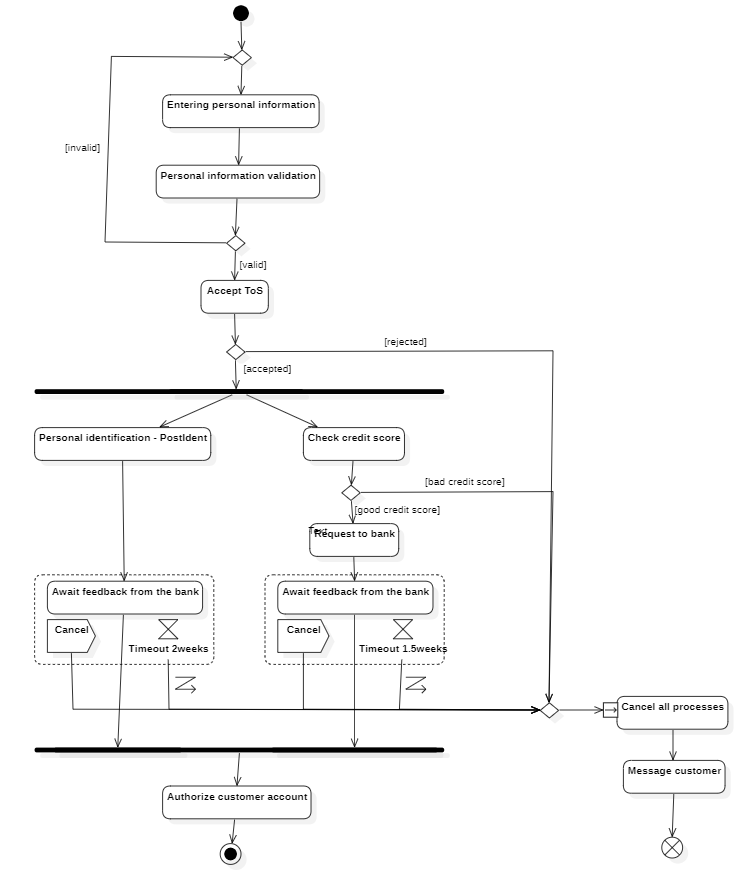 Entering personal information
[invalid]
Personal information validation
[valid]
Accept ToS
[rejected]
[accepted]
Personal identification - PostIdent
Check credit score
[bad credit score]
[good credit score]
Text
Request to bank
Await feedback from the bank
Await feedback from the bank
Cancel
Cancel
Timeout 2weeks
Timeout 1.5weeks
Cancel all processes
Message customer
Authorize customer account